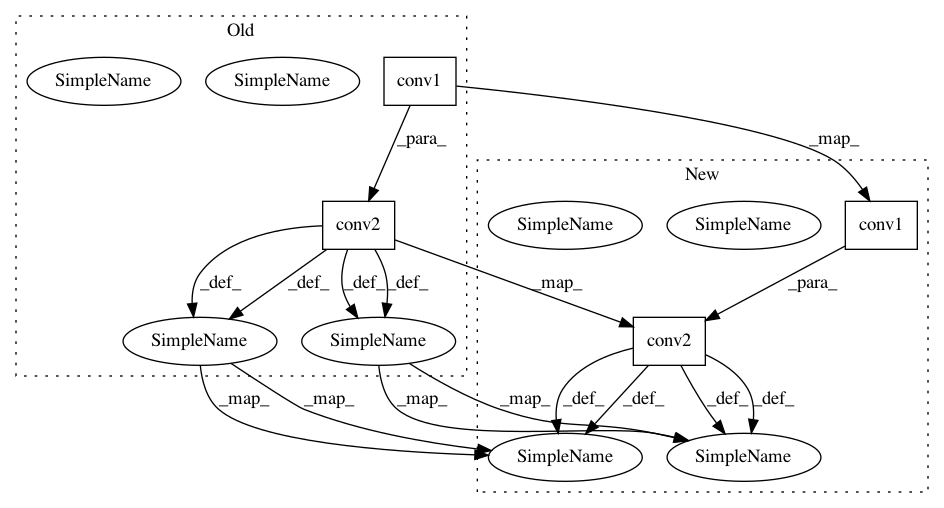 Old
SimpleName
SimpleName
conv1
_para_
_map_
New
conv2
SimpleName
SimpleName
conv1
_def_
_def_
_def_
_def_
_map_
_para_
SimpleName
SimpleName
conv2
_map_
_map_
_map_
_map_
_def_
_def_
_def_
_def_
SimpleName
SimpleName